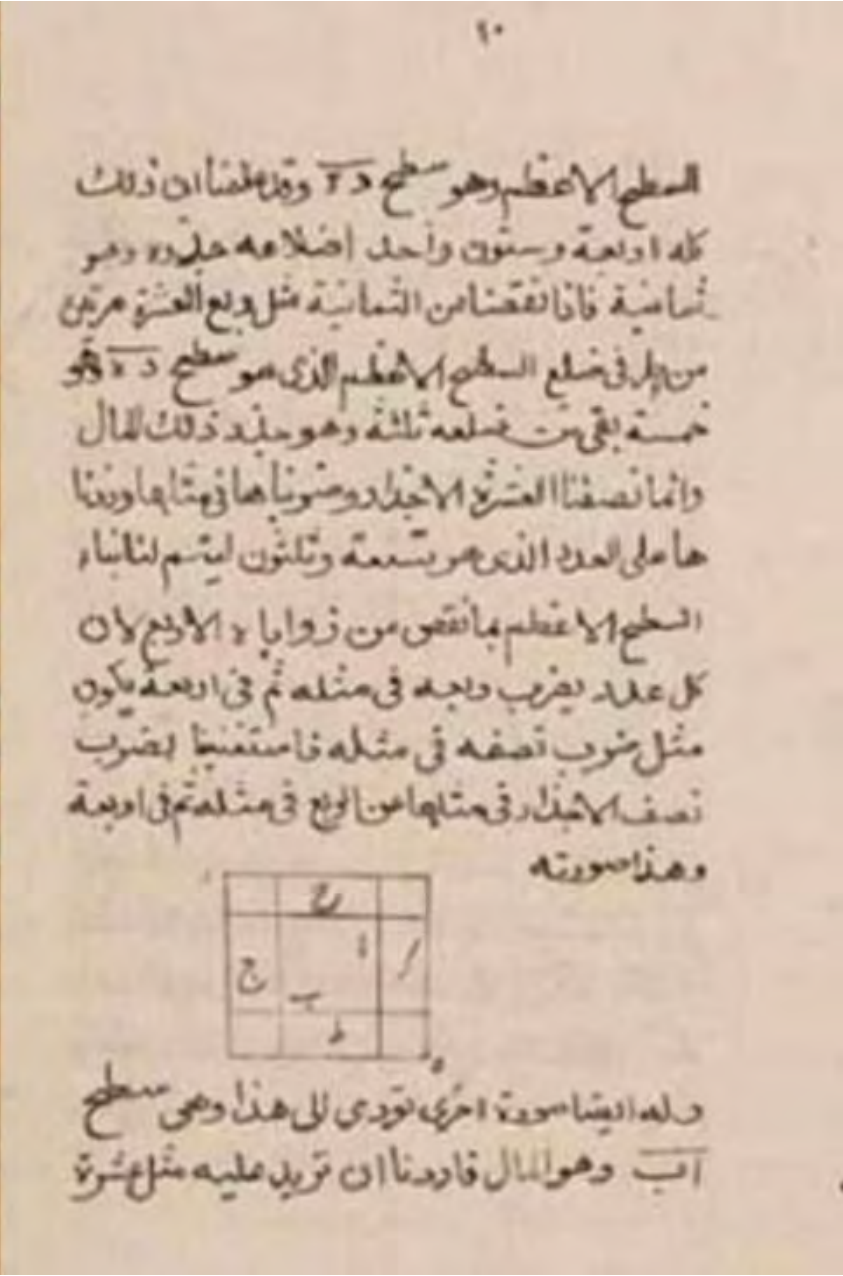 ١٠
السطح الاعظم وهو سطح د ه وقد علمنا ان ذلك
كله اربعة وستون واحد اضلاعه جذره وهو
ثمانية فاذا نقصنا من الثمانية مثل ربع العشرة مرتين
من في ضلع السطح الاعظم الذي هو سطح د ه وهو
خمسة بقي من ضلعه ثلثة وهو جذر ذلك المال
وانما نصفنا العشرة الاجذار وضربناها في مثلها وزدنا
ها على العدد الذي هو تسعة وثلثون ليتم لنا بناء
السطح الاعظم بما نقص من زواياه الاربع لان
كل عدد يضرب ربعه في مثله ثم في اربعة يكون
مثل ضرب نصفه في مثله فاستغنينا بضرب
نصف الاجذار في مثلها عن الربع في مثله ثم في اربعة
وهذا صورته
ح
ا
ج
ب
ط
ه
وله ايضا صورة اخرى تودي الى هذا وهي سطح
اب وهو المال فاردنا ان نزيد عليه مثل عشرة